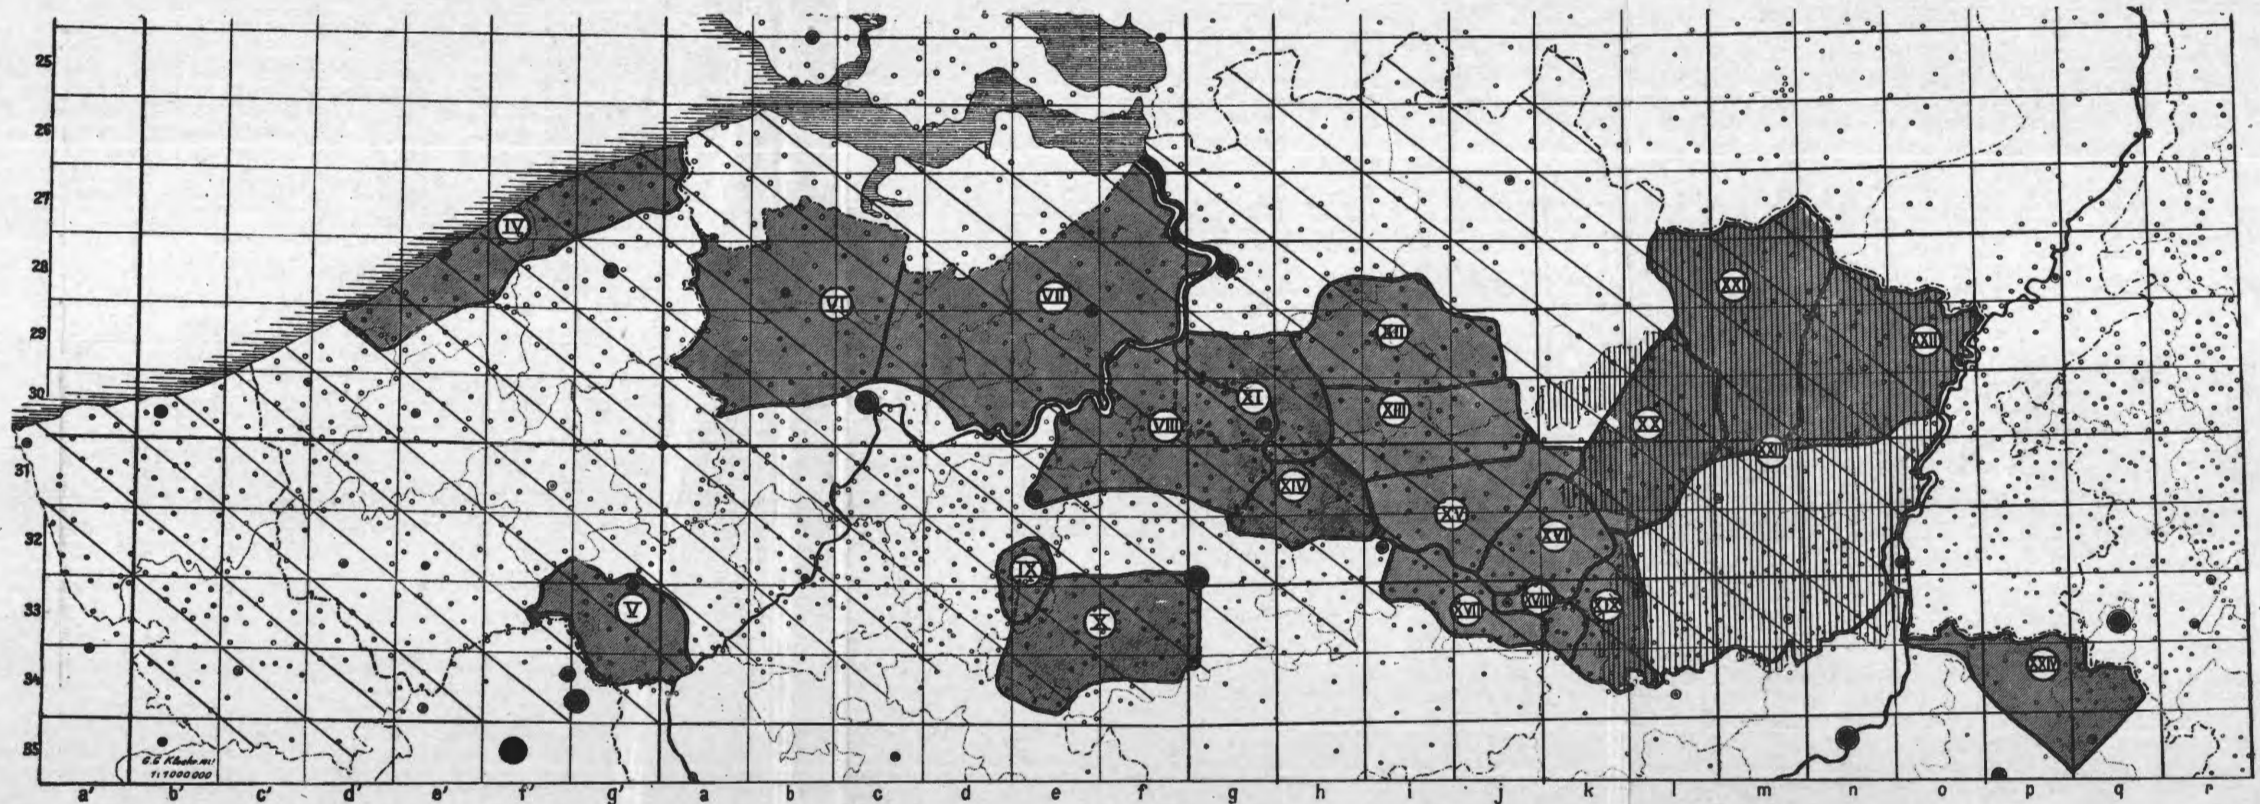 25
26
27
28
29
30
31
32
33
34
35
IV
V
VI
VII
VIII
IX
X
XI
XII
XIII
XIV
XV
XVI
XVII
XVIII
XIX
XX
XXI
XXII
XXIII
XXIV
1:1000000
a' b' c' d' e' f' g' a b c d e f g h i j k l m n o p q r